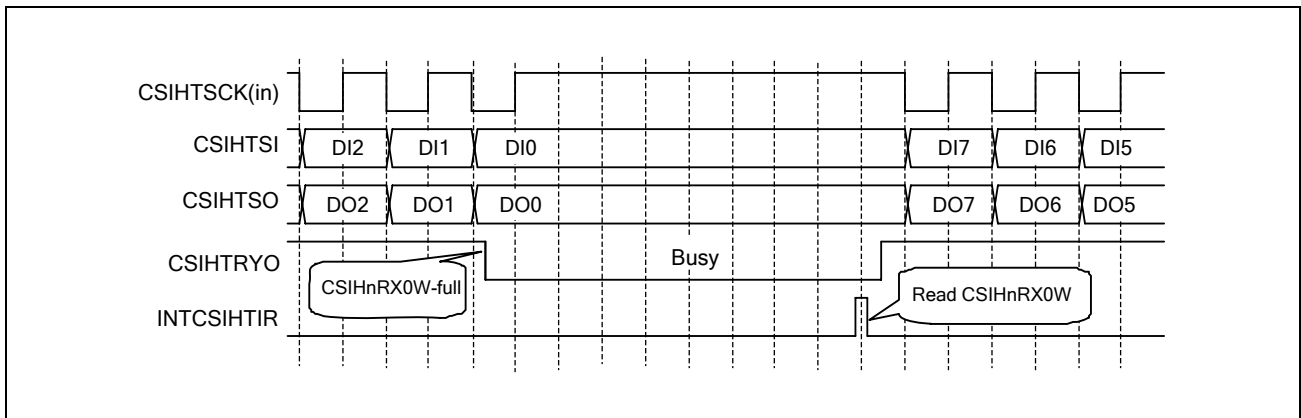 CSIHTSCK(in)
CSIHTSI DI2 DI1 DI0 DI7 DI6 DI5
CSIHTSO DO2 DO1 DO0 DO7 DO6 DO5
CSIHTRYO Busy
CSIHnRX0W-full
Read CSIHnRX0W
INTCSIHTIR